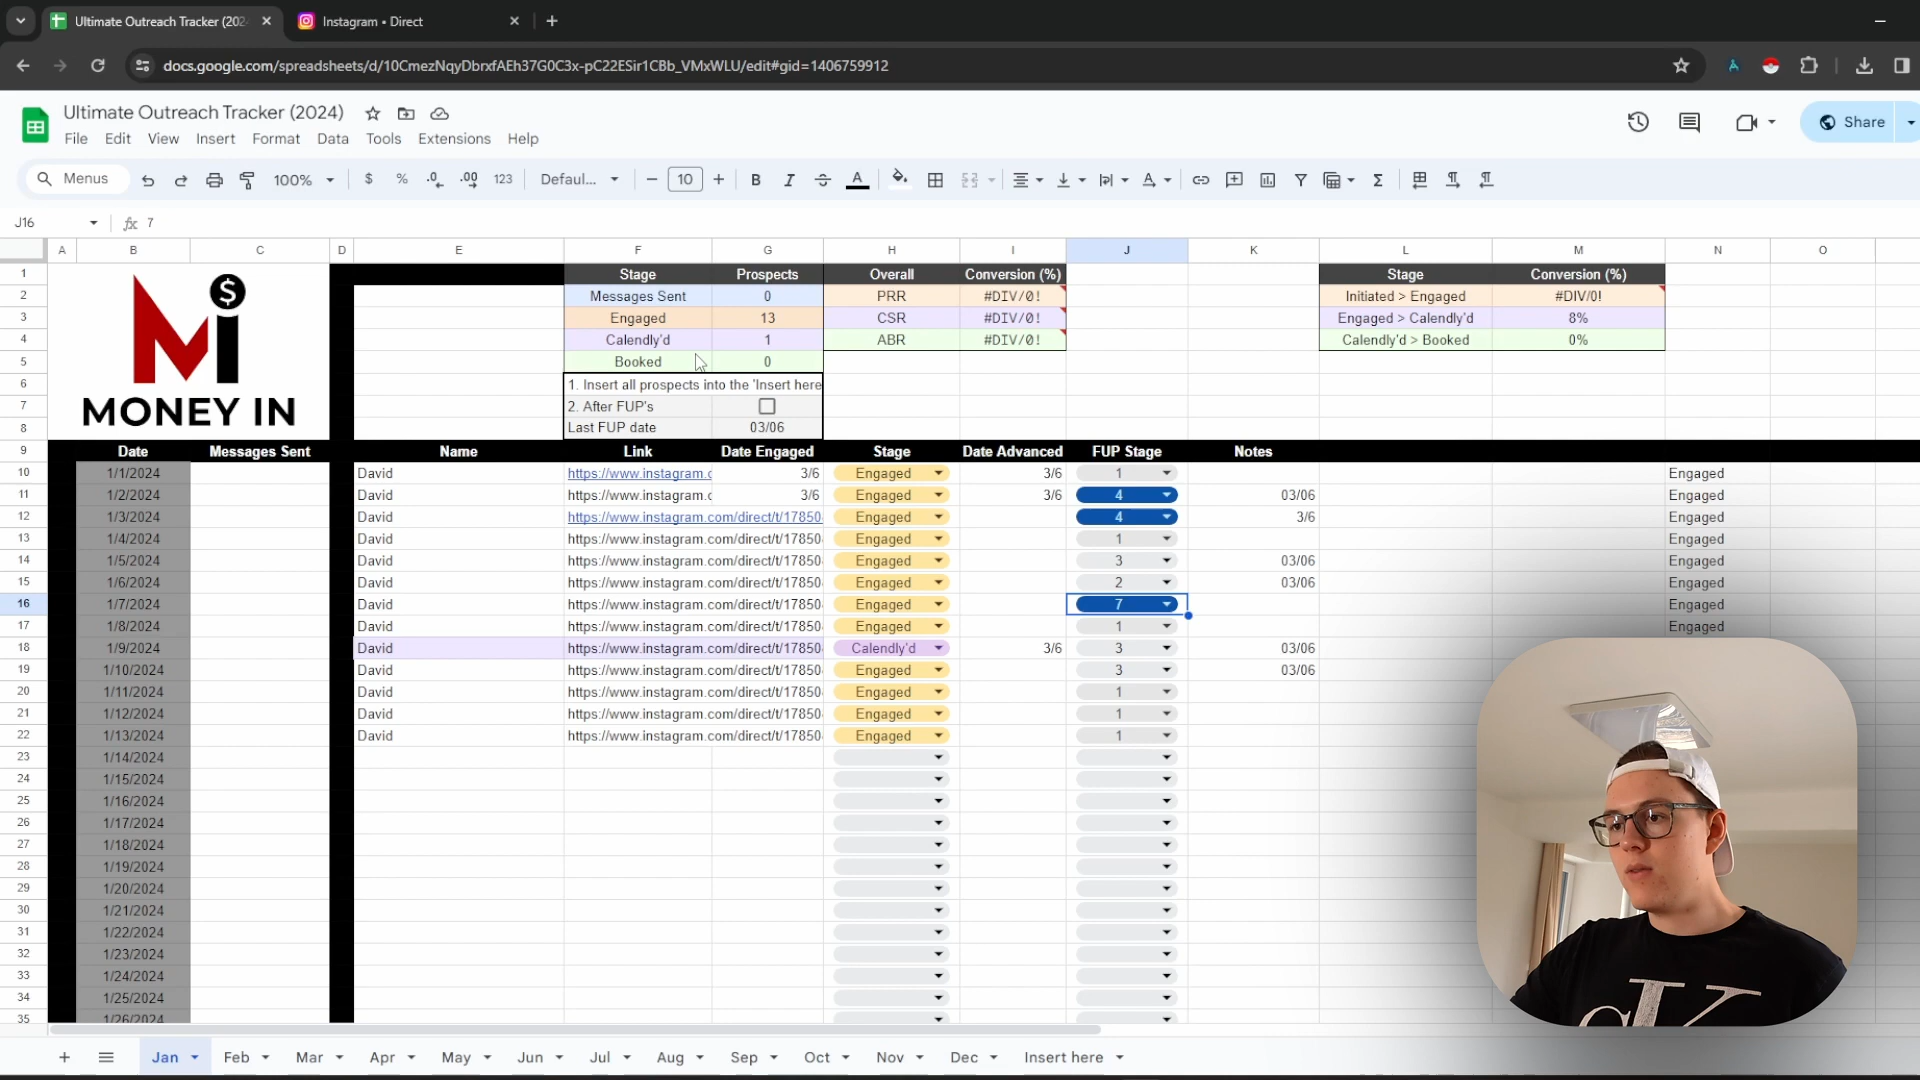 Ultimate Outreach Tracker (202
Instagram • Direct
docs.google.com/spreadsheets/d/10CmezNqyDbrxfAEh37G0C3x-pC22ESir1CBb_VMxWLU/edit#gid=1406759912
Ultimate Outreach Tracker (2024)
File Edit View Insert Format Data Tools Extensions Help
Share
Menus 100% $ % .0 .00 123 Defaul... 10 B I A
J16 fx 7
A B C D E F G H I J K L M N O
1 Stage Prospects Overall Conversion (%) Stage Conversion (%)
2 Messages Sent 0 PRR #DIV/0! Initiated > Engaged #DIV/0!
3 Engaged 13 CSR #DIV/0! Engaged > Calendly'd 8%
4 Calendly'd 1 ABR #DIV/0! Calendly'd > Booked 0%
5 Booked 0
6 1. Insert all prospects into the 'Insert here
7 2. After FUP's
8 Last FUP date 03/06
$
MI
MONEY IN
9 Date Messages Sent Name Link Date Engaged Stage Date Advanced FUP Stage Notes
10 1/1/2024 David https://www.instagram.c 3/6 Engaged 3/6 1 Engaged
11 1/2/2024 David https://www.instagram.c 3/6 Engaged 3/6 4 03/06 Engaged
12 1/3/2024 David https://www.instagram.com/direct/t/17850 Engaged 4 3/6 Engaged
13 1/4/2024 David https://www.instagram.com/direct/t/17850 Engaged 1 Engaged
14 1/5/2024 David https://www.instagram.com/direct/t/17850 Engaged 3 03/06 Engaged
15 1/6/2024 David https://www.instagram.com/direct/t/17850 Engaged 2 03/06 Engaged
16 1/7/2024 David https://www.instagram.com/direct/t/17850 Engaged 7 Engaged
17 1/8/2024 David https://www.instagram.com/direct/t/17850 Engaged 1 Engaged
18 1/9/2024 David https://www.instagram.com/direct/t/17850 Calendly'd 3/6 3 03/06
19 1/10/2024 David https://www.instagram.com/direct/t/17850 Engaged 3 03/06
20 1/11/2024 David https://www.instagram.com/direct/t/17850 Engaged 1
21 1/12/2024 David https://www.instagram.com/direct/t/17850 Engaged 1
22 1/13/2024 David https://www.instagram.com/direct/t/17850 Engaged 1
23 1/14/2024
24 1/15/2024
25 1/16/2024
26 1/17/2024
27 1/18/2024
28 1/19/2024
29 1/20/2024
30 1/21/2024
31 1/22/2024
32 1/23/2024
33 1/24/2024
34 1/25/2024
35 1/26/2024
CK
Jan Feb Mar Apr May Jun Jul Aug Sep Oct Nov Dec Insert here